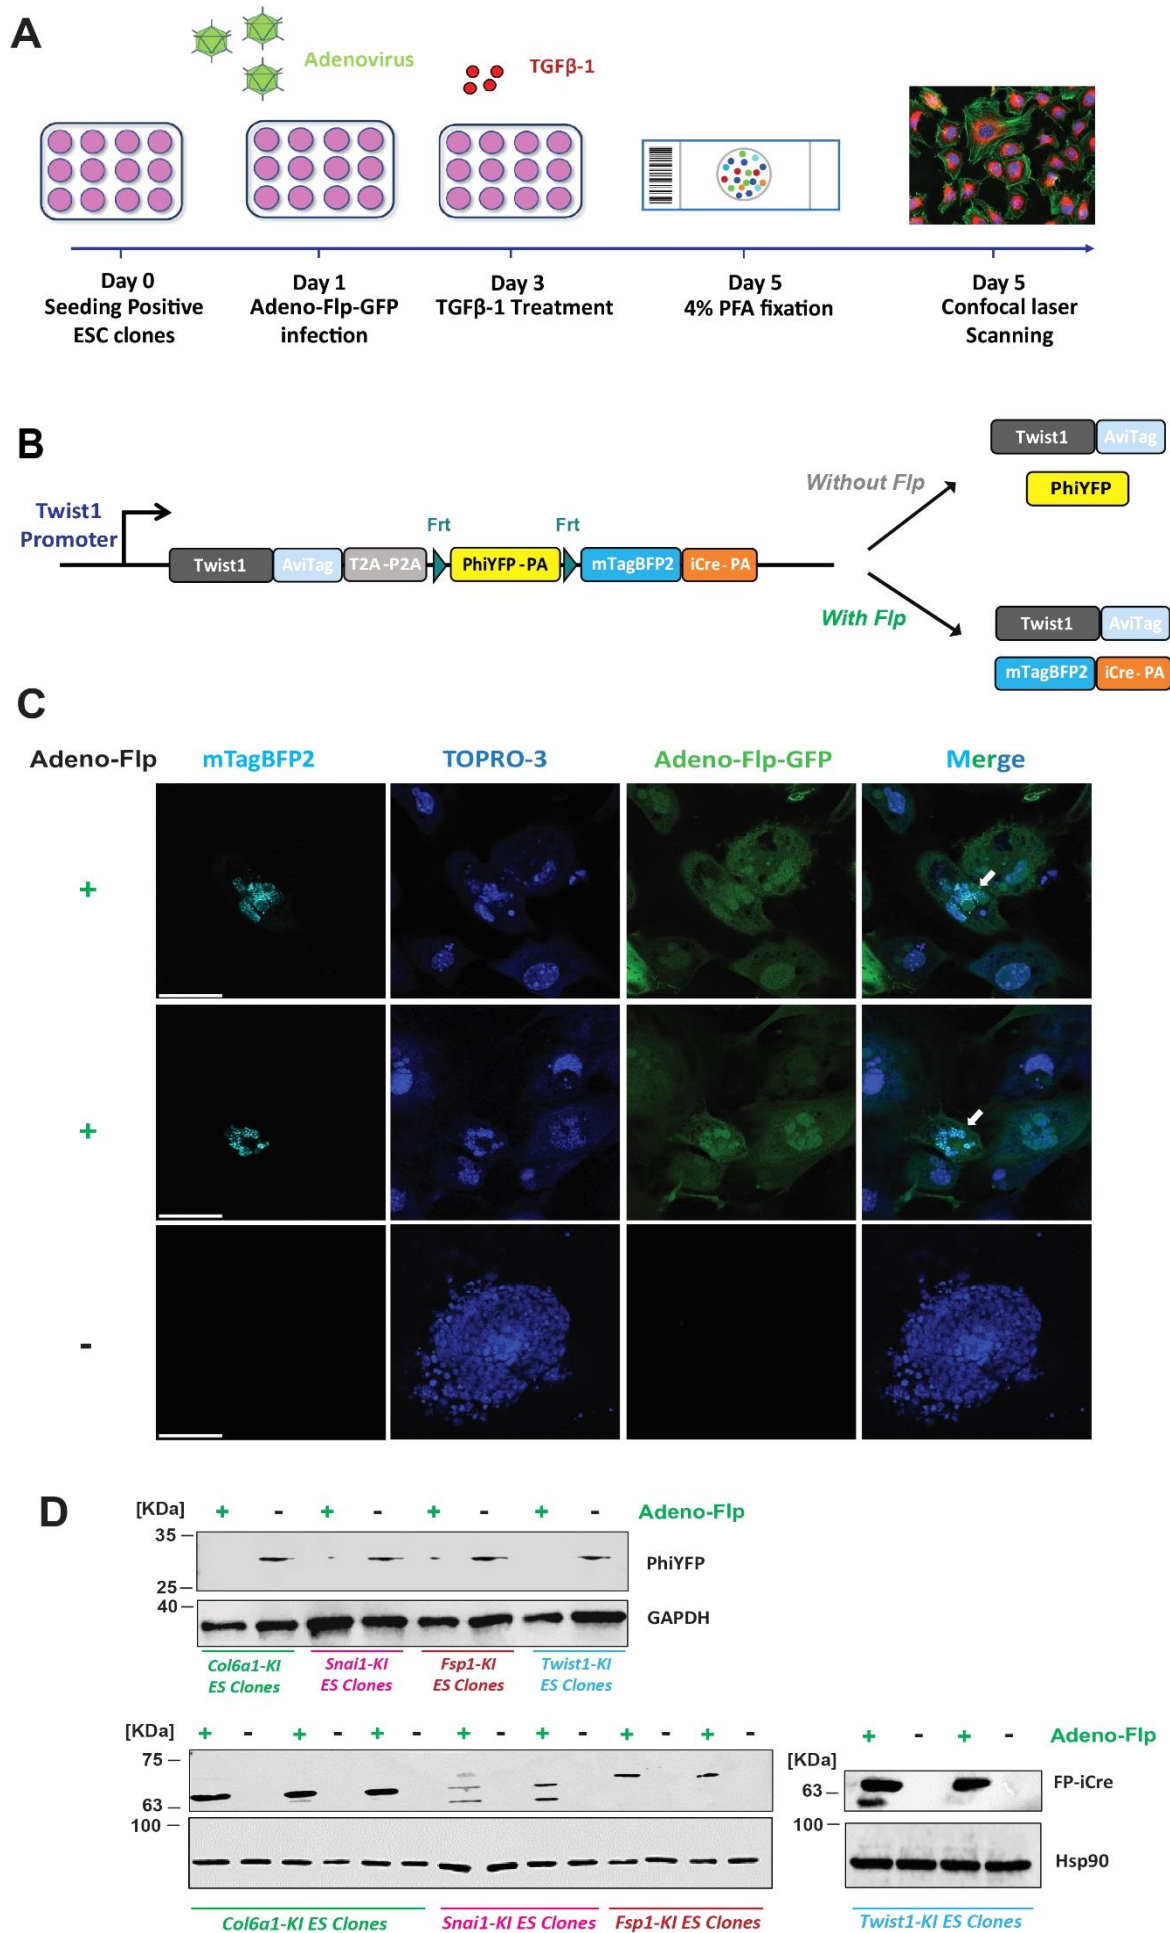 A
Adenovirus
TGFβ-1
Day 0
Seeding Positive
ESC clones
Day 1
Adeno-Flp-GFP
infection
Day 3
TGFβ-1 Treatment
Day 5
4% PFA fixation
Day 5
Confocal laser
Scanning
B
Twist1
Promoter
Frt Frt
Twist1 AviTag T2A-P2A PhiYFP-PA mTagBFP2 iCre-PA
Without Flp
Twist1 AviTag
PhiYFP
With Flp
Twist1 AviTag
mTagBFP2 iCre-PA
C
Adeno-Flp mTagBFP2 TOPRO-3 Adeno-Flp-GFP Merge
+
+
-
D
[KDa] + - + - + - + - Adeno-Flp
35
PhiYFP
25
40
GAPDH
Col6a1-KI Snai1-KI Fsp1-KI Twist1-KI
ES Clones ES Clones ES Clones ES Clones
[KDa] + - + - + - + - + - + - + -
75
63
100
Col6a1-KI ES Clones Snai1-KI ES Clones Fsp1-KI ES Clones
+ - + - Adeno-Flp
[KDa]
63
FP-iCre
100
Hsp90
Twist1-KI ES Clones